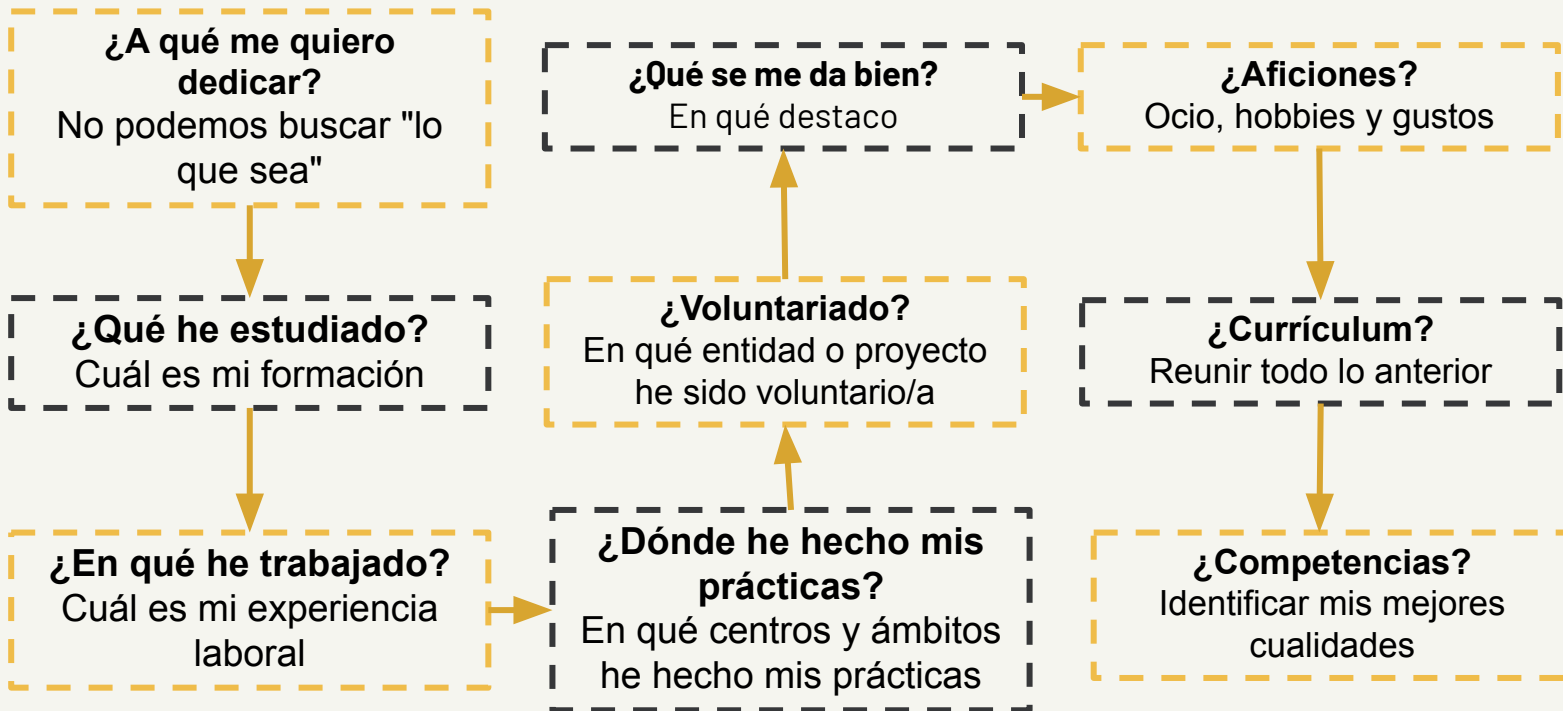 ¿A qué me quiero
dedicar?
No podemos buscar "lo
que sea"
¿Qué he estudiado?
Cuál es mi formación
¿En qué he trabajado?
Cuál es mi experiencia
laboral
¿Dónde he hecho mis
prácticas?
En qué centros y ámbitos
he hecho mis prácticas
¿Voluntariado?
En qué entidad o proyecto
he sido voluntario/a
¿Qué se me da bien?
En qué destaco
¿Aficiones?
Ocio, hobbies y gustos
¿Currículum?
Reunir todo lo anterior
¿Competencias?
Identificar mis mejores
cualidades